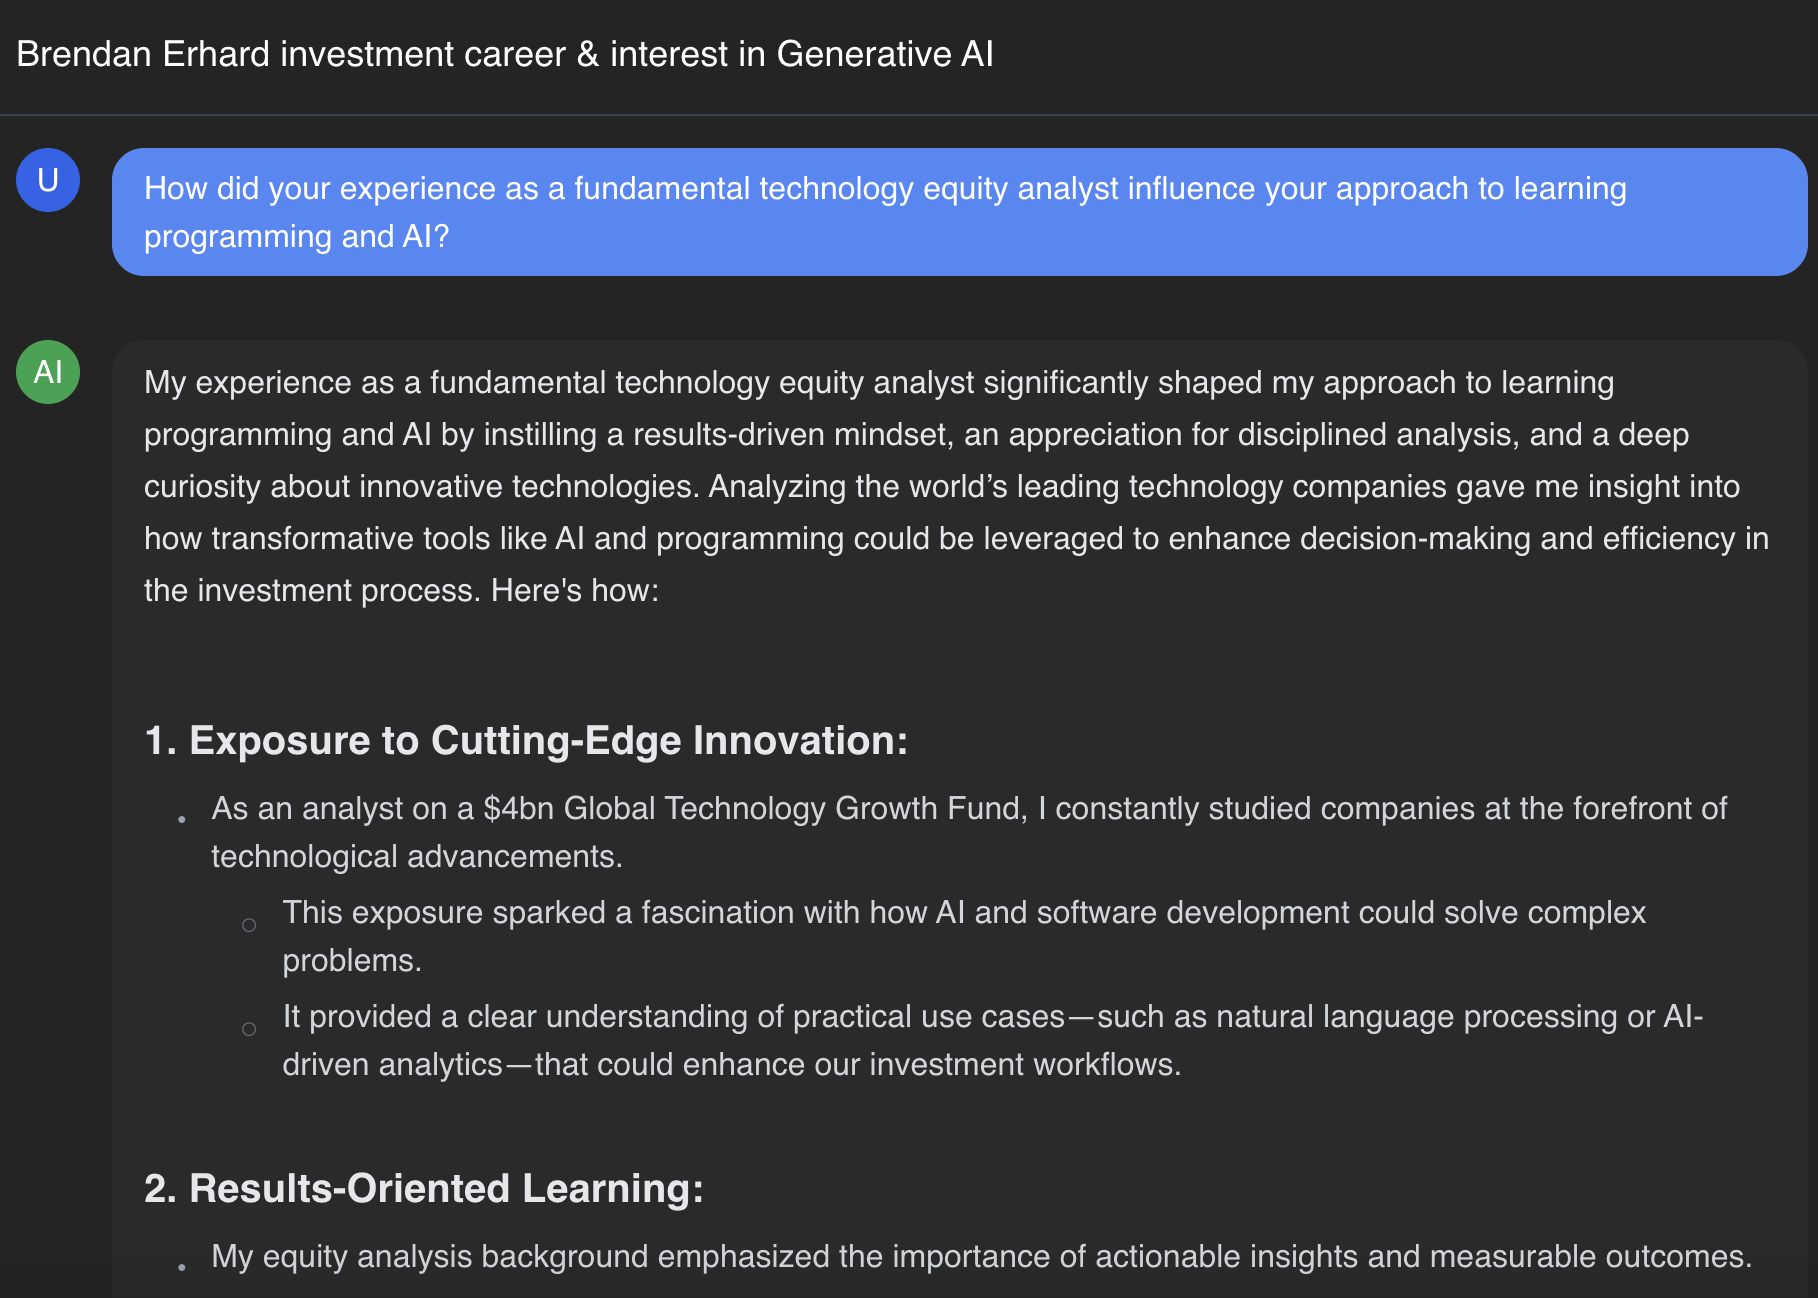 Brendan Erhard investment career & interest in Generative AI
U
How did your experience as a fundamental technology equity analyst influence your approach to learning
programming and AI?
AI
My experience as a fundamental technology equity analyst significantly shaped my approach to learning
programming and AI by instilling a results-driven mindset, an appreciation for disciplined analysis, and a deep
curiosity about innovative technologies. Analyzing the world’s leading technology companies gave me insight into
how transformative tools like AI and programming could be leveraged to enhance decision-making and efficiency in
the investment process. Here's how:
1. Exposure to Cutting-Edge Innovation:
• As an analyst on a $4bn Global Technology Growth Fund, I constantly studied companies at the forefront of
technological advancements.
○ This exposure sparked a fascination with how AI and software development could solve complex
problems.
○ It provided a clear understanding of practical use cases—such as natural language processing or AI-
driven analytics—that could enhance our investment workflows.
2. Results-Oriented Learning:
• My equity analysis background emphasized the importance of actionable insights and measurable outcomes.